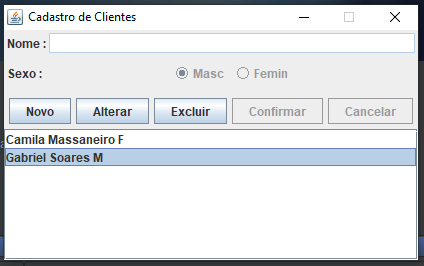 Cadastro de Clientes
Nome :
Sexo : Masc Femin
Novo Alterar Excluir Confirmar Cancelar
Camila Massaneiro F
Gabriel Soares M